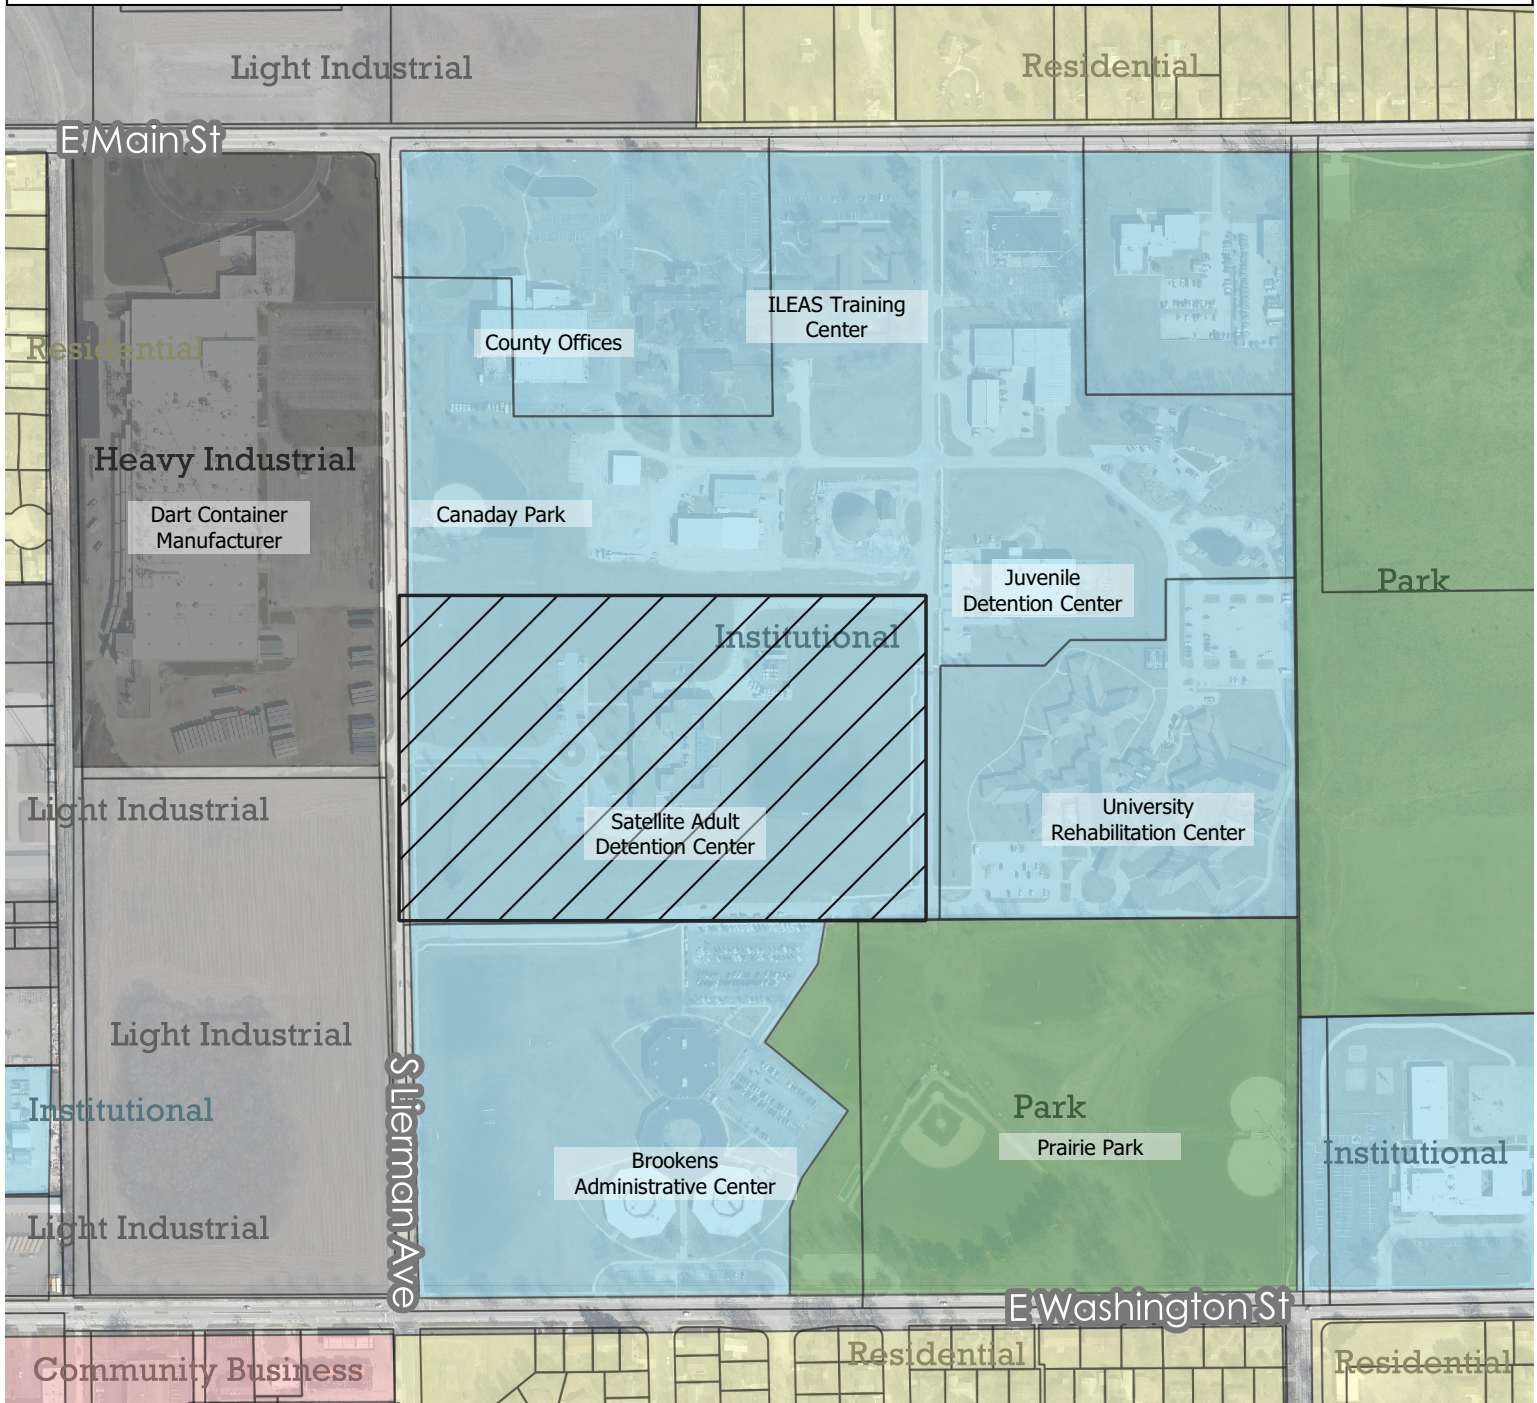 Light Industrial
Residential
E Main St
ILEAS Training
Center
County Offices
Residential
Heavy Industrial
Dart Container
Manufacturer
Canaday Park
Juvenile
Detention Center
Park
Institutional
Light Industrial
Satellite Adult
Detention Center
University
Rehabilitation Center
Light Industrial
S Lierman Ave
Institutional
Park
Prairie Park
Institutional
Brookens
Administrative Center
Light Industrial
E Washington St
Community Business
Residential
Residential